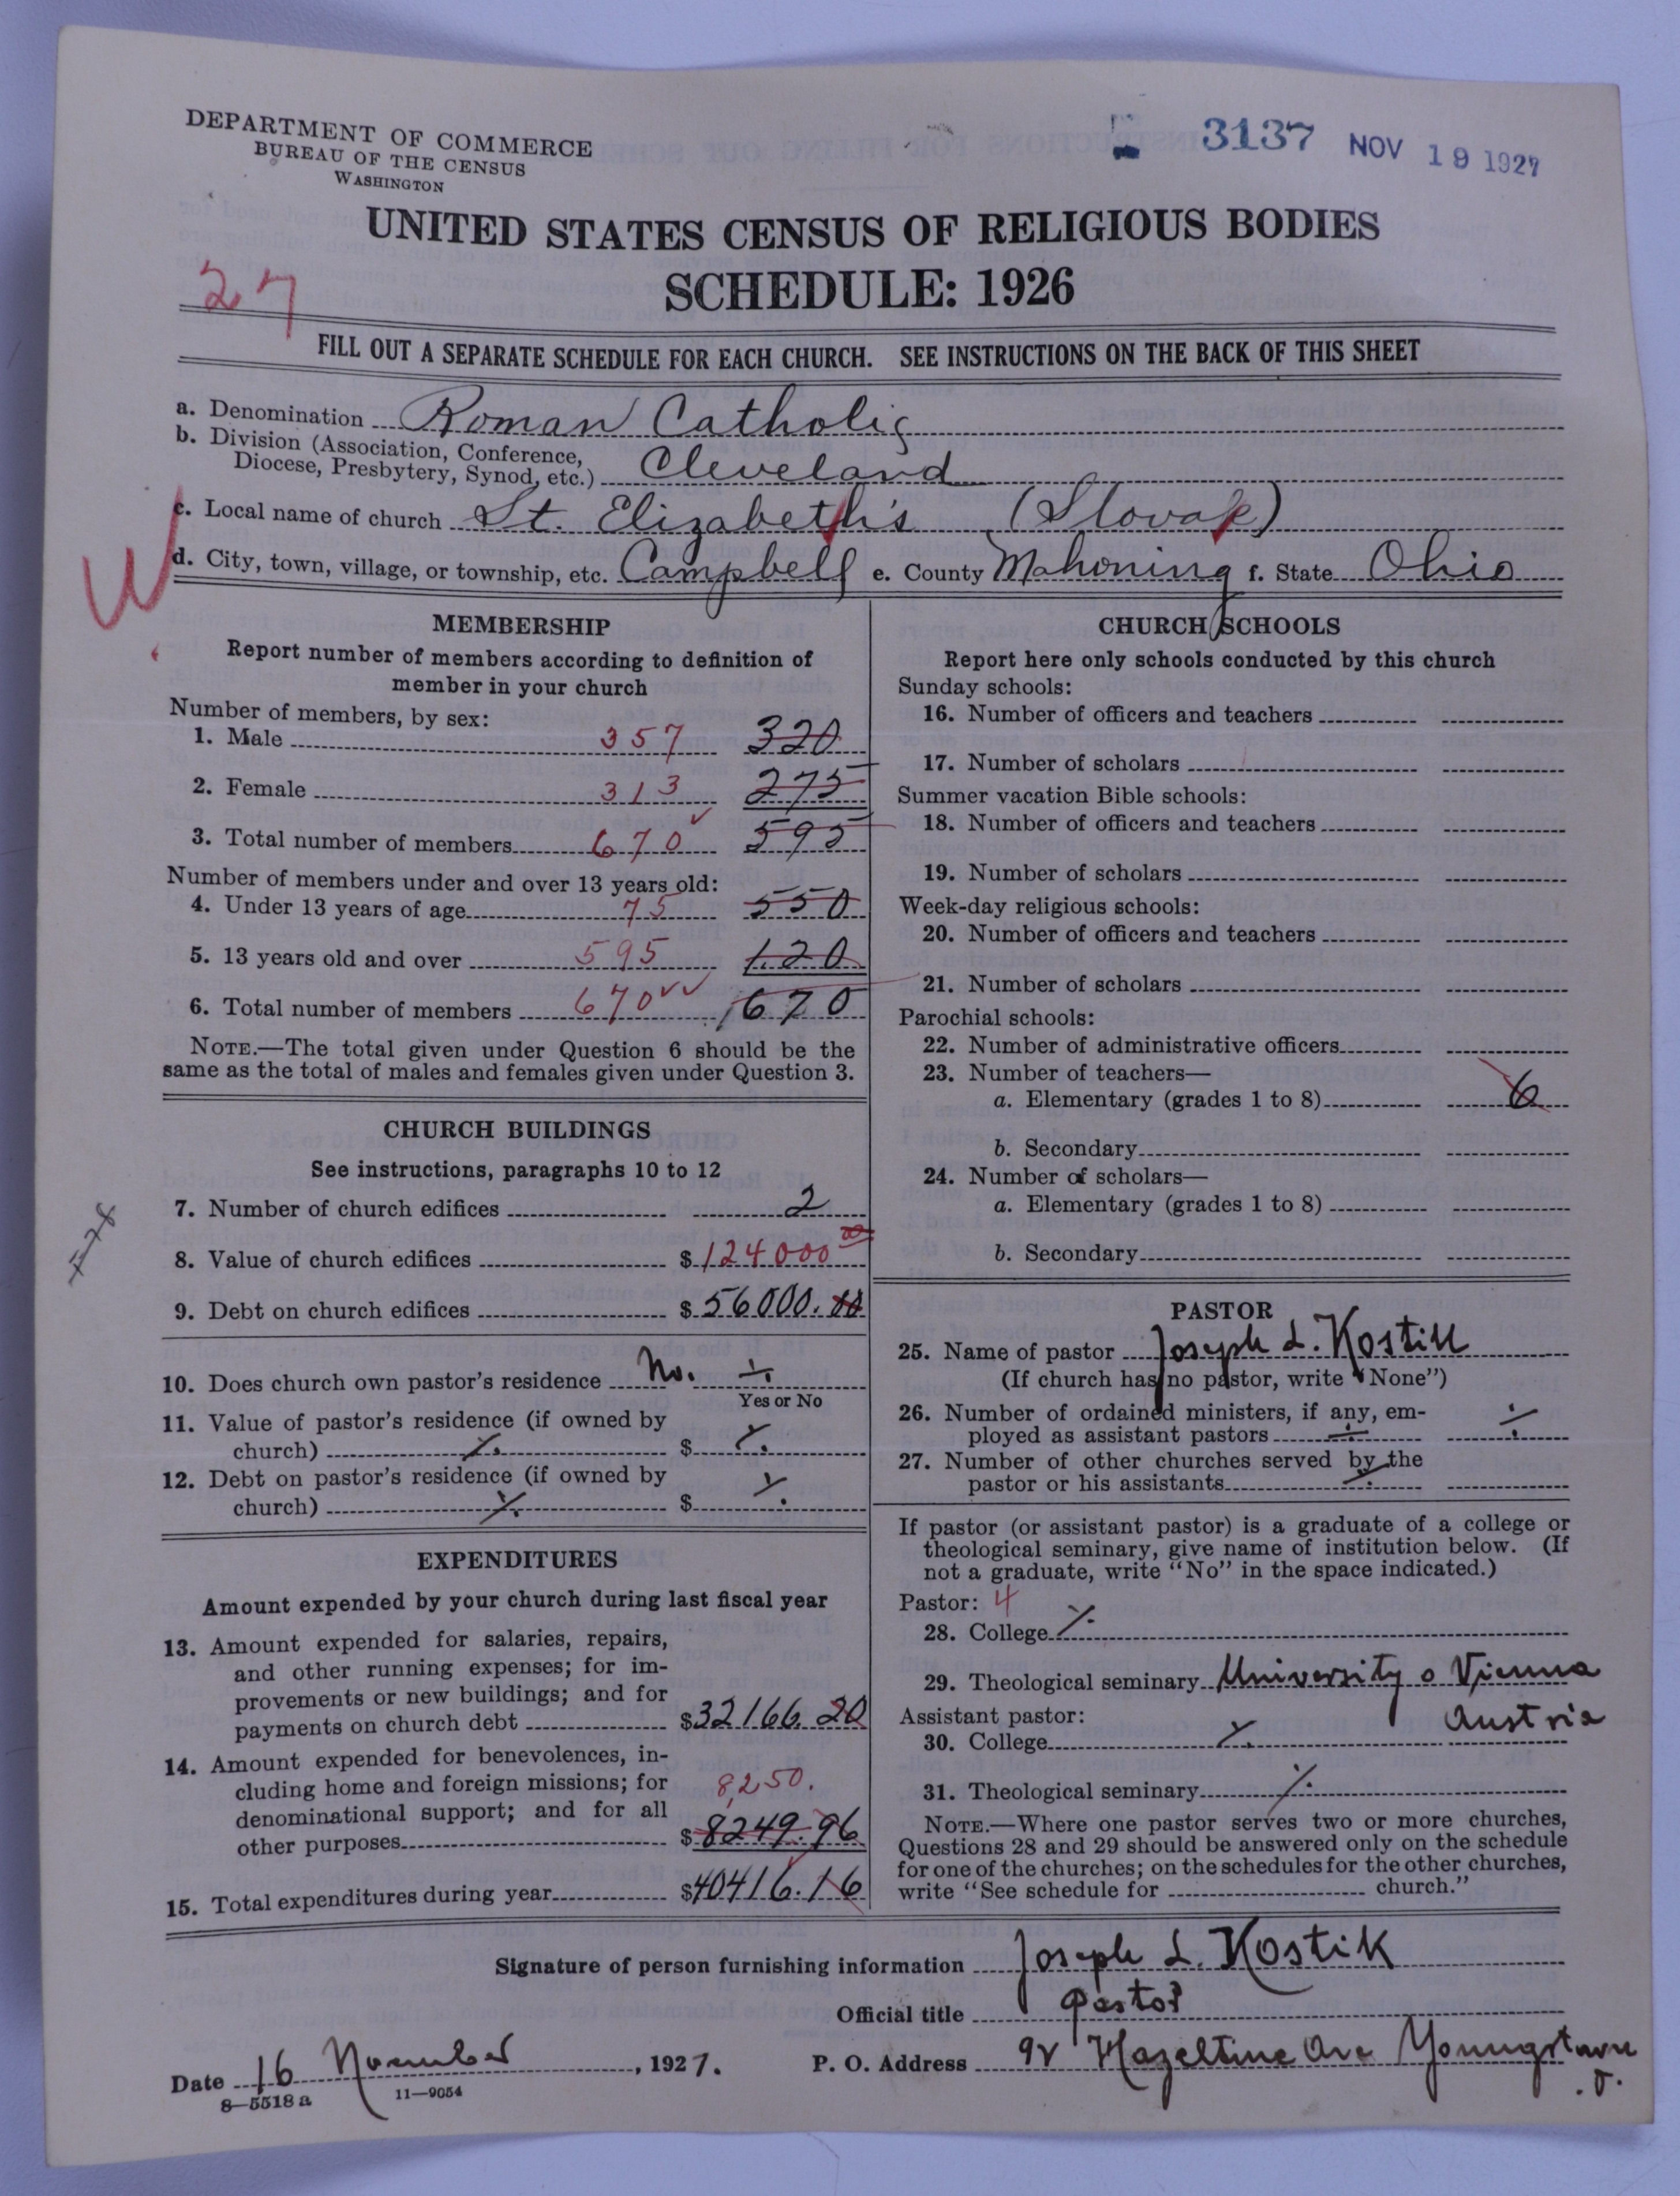 DEPARTMENT OF COMMERCE
BUREAU OF THE CENSUS
WASHINGTON
3137 NOV 19 1927
UNITED STATES CENSUS OF RELIGIOUS BODIES
SCHEDULE: 1926
27
FILL OUT A SEPARATE SCHEDULE FOR EACH CHURCH. SEE INSTRUCTIONS ON THE BACK OF THIS SHEET
a. Denomination Roman Catholic
b. Division (Association, Conference,
Diocese, Presbytery, Synod, etc.) Cleveland
c. Local name of church St. Elizabeth's (Slovak)
W
d. City, town, village, or township, etc. Campbell e. County Mahoning f. State Ohio
MEMBERSHIP
Report number of members according to definition of
member in your church
Number of members, by sex:
1. Male 357 320
2. Female 313 275
3. Total number of members 670 595
Number of members under and over 13 years old:
4. Under 13 years of age 75 550
5. 13 years old and over 595 120
6. Total number of members 670 670
NOTE.—The total given under Question 6 should be the
same as the total of males and females given under Question 3.
CHURCH BUILDINGS
See instructions, paragraphs 10 to 12
7. Number of church edifices 2
8. Value of church edifices $124000 00
9. Debt on church edifices $56000.00
10. Does church own pastor's residence No. ⁒
Yes or No
11. Value of pastor's residence (if owned by
church) ⁒ $ ⁒
12. Debt on pastor's residence (if owned by
church) ⁒ $ ⁒
EXPENDITURES
Amount expended by your church during last fiscal year
13. Amount expended for salaries, repairs,
and other running expenses; for im-
provements or new buildings; and for
payments on church debt $32166.20
14. Amount expended for benevolences, in-
cluding home and foreign missions; for 8,250.
denominational support; and for all
other purposes $8249.96
15. Total expenditures during year $40416.16
CHURCH SCHOOLS
Report here only schools conducted by this church
Sunday schools:
16. Number of officers and teachers
17. Number of scholars
Summer vacation Bible schools:
18. Number of officers and teachers
19. Number of scholars
Week-day religious schools:
20. Number of officers and teachers
21. Number of scholars
Parochial schools:
22. Number of administrative officers
23. Number of teachers—
a. Elementary (grades 1 to 8) 6
b. Secondary
24. Number of scholars—
a. Elementary (grades 1 to 8)
b. Secondary
PASTOR
25. Name of pastor Joseph L. Kostik
(If church has no pastor, write "None")
26. Number of ordained ministers, if any, em-
ployed as assistant pastors ⁒ ⁒
27. Number of other churches served by the
pastor or his assistants ⁒
If pastor (or assistant pastor) is a graduate of a college or
theological seminary, give name of institution below. (If
not a graduate, write "No" in the space indicated.)
Pastor: 4
28. College ⁒
29. Theological seminary University o Vienna
Assistant pastor: Austria
30. College ⁒
31. Theological seminary ⁒
NOTE.—Where one pastor serves two or more churches,
Questions 28 and 29 should be answered only on the schedule
for one of the churches; on the schedules for the other churches,
write "See schedule for church."
Signature of person furnishing information Joseph L. Kostik
Official title Pastor
Date 16 November, 1927. P. O. Address 92 Hazeltine Ave Youngstown
O.
8—5518a 11—9054